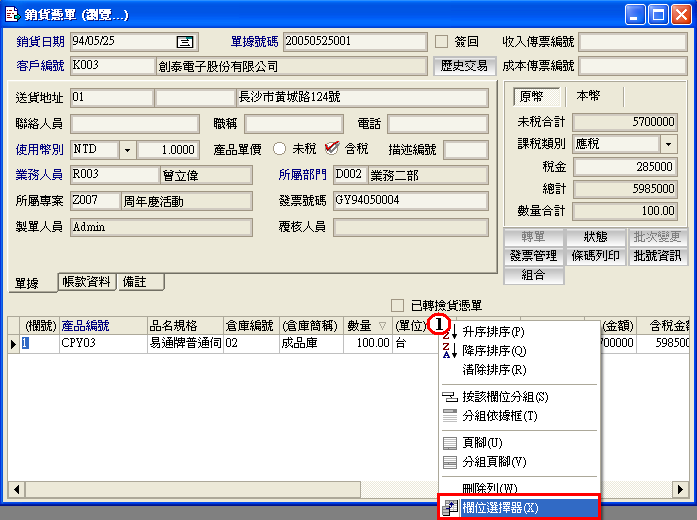 銷貨憑單 (瀏覽...)
銷貨日期 94/05/25 單據號碼 20050525001 簽回 收入傳票編號
客戶編號 K003 創泰電子股份有限公司 歷史交易 成本傳票編號
送貨地址 01 長沙市黃城路124號
聯絡人員 職稱 電話
使用幣別 NTD 1.0000 產品單價 未稅 含稅 描述編號
業務人員 R003 曾立偉 所屬部門 D002 業務二部
所屬專案 Z007 周年慶活動 發票號碼 GY94050004
製單人員 Admin 覆核人員
原幣 本幣
未稅合計 5700000
課稅類別 應稅
稅金 285000
總計 5985000
數量合計 100.00
轉單 狀態 批次變更
發票管理 條碼列印 批號資訊
組合
單據 帳款資料 備註
已轉撿貨憑單
(欄號) 產品編號 品名規格 倉庫編號 (倉庫簡稱) 數量 (單位) (金額) 含稅金
1 CPY03 易通牌普通伺 02 成品庫 100.00 台 700000 598500
1
升序排序(P)
降序排序(Q)
清除排序(R)
按該欄位分組(S)
分組依據框(T)
頁腳(U)
分組頁腳(V)
刪除列(W)
欄位選擇器(X)